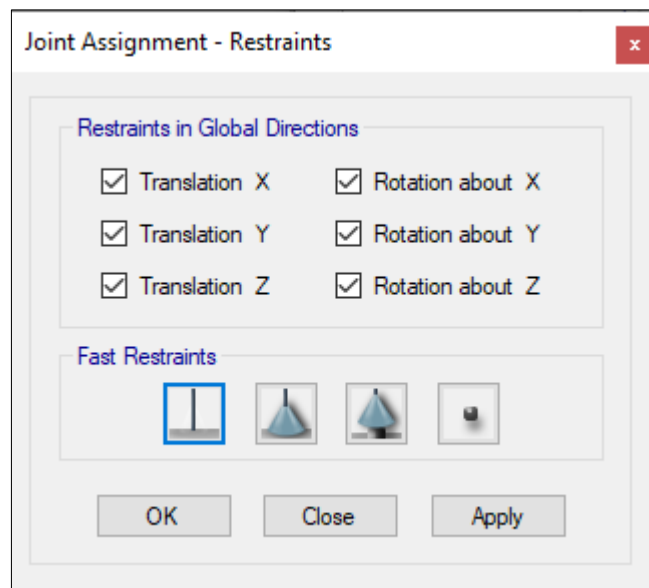 Joint Assignment - Restraints
x
Restraints in Global Directions
Translation X
Rotation about X
Translation Y
Rotation about Y
Translation Z
Rotation about Z
Fast Restraints
OK
Close
Apply